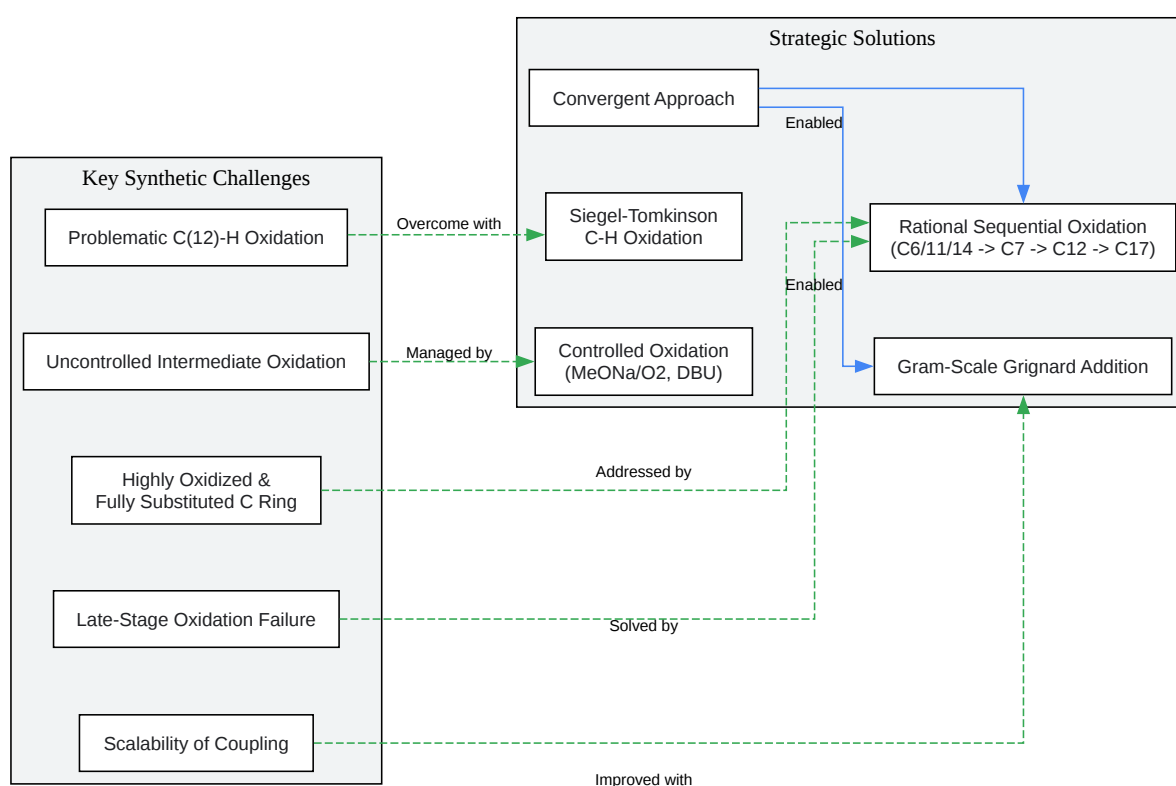 Strategic Solutions
Convergent Approach
Enabled
Key Synthetic Challenges
Problematic C(12)-H Oxidation
Overcome with
Siegel-Tomkinson
C-H Oxidation
Rational Sequential Oxidation
(C6/11/14 -> C7 -> C12 -> C17)
Enabled
Uncontrolled Intermediate Oxidation
Managed by
Controlled Oxidation
(MeONa/O2, DBU)
Gram-Scale Grignard Addition
Highly Oxidized &
Fully Substituted C Ring
Addressed by
Late-Stage Oxidation Failure
Solved by
Scalability of Coupling
Improved with